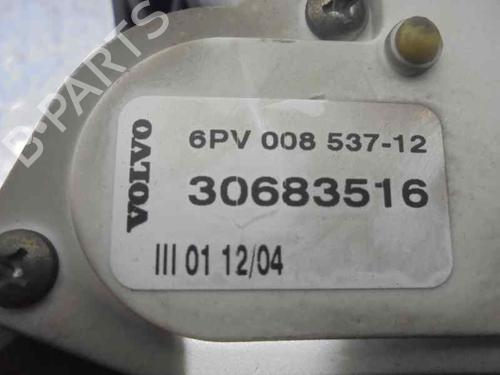 B-PARTS
VOLVO
6PV 008 537-12
30683516
III 01 12/04